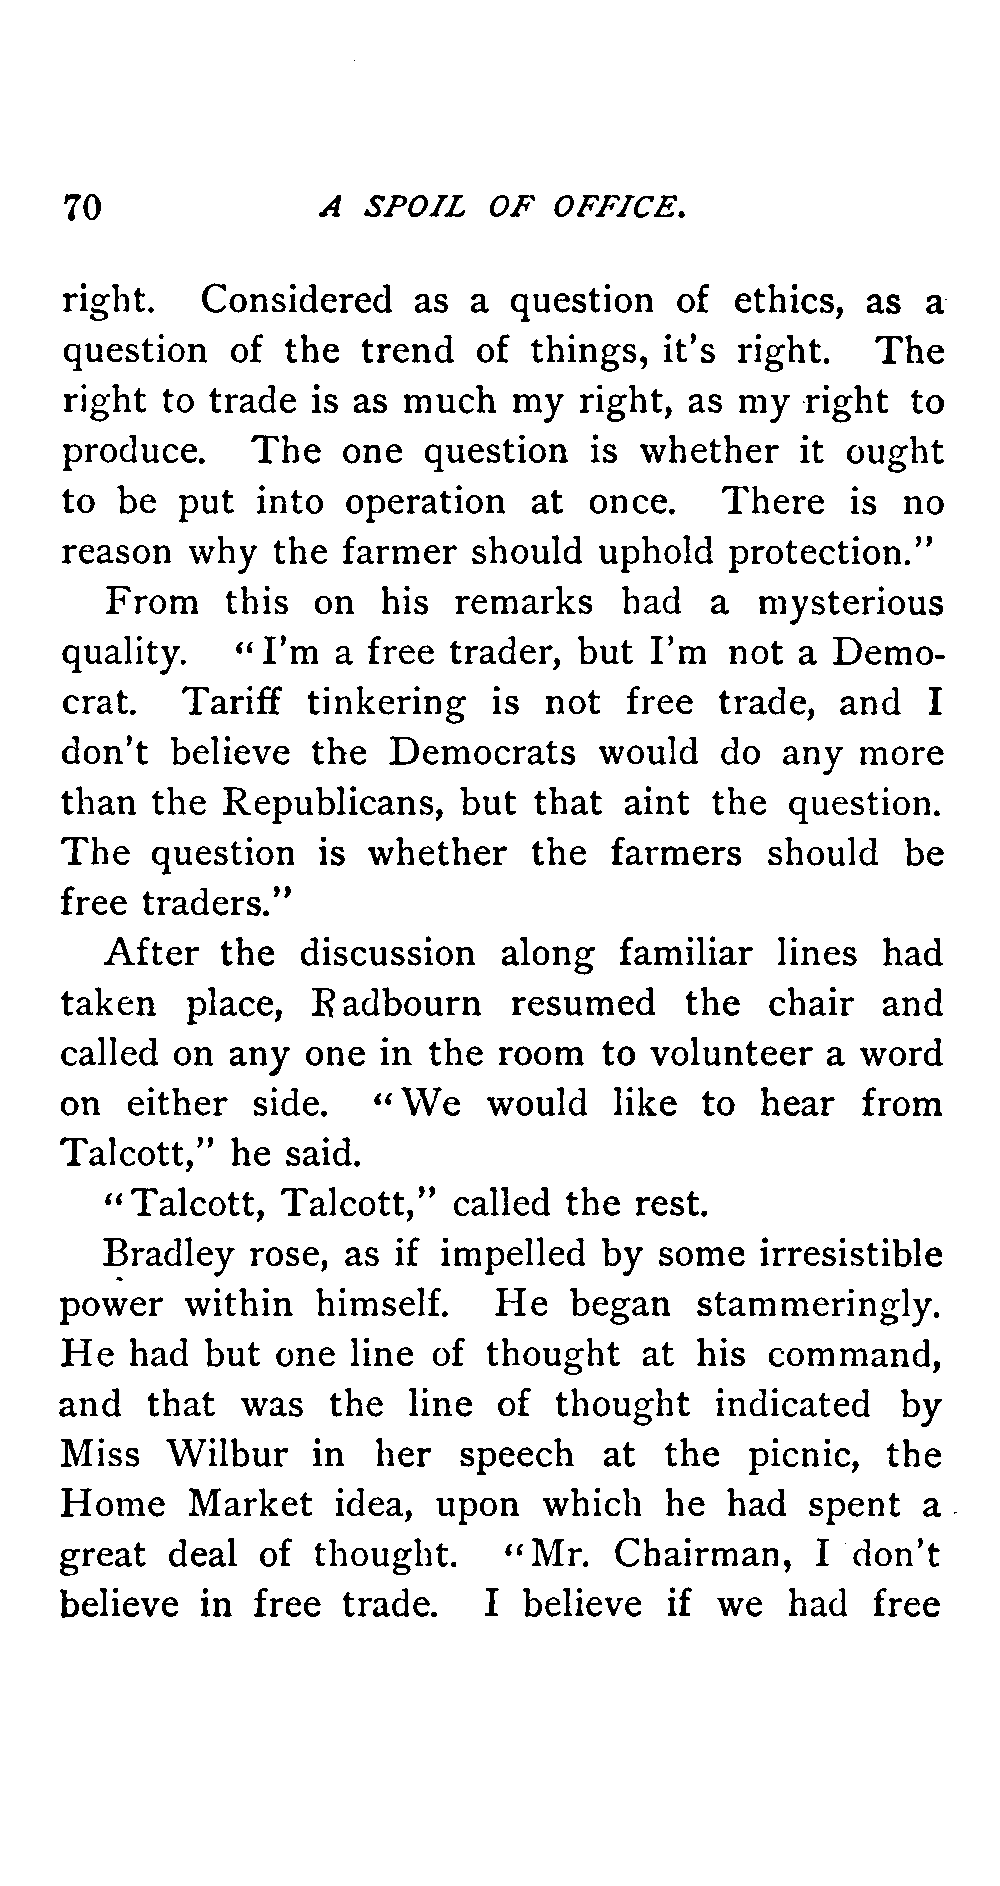 70 A SPOIL OF OFFICE.
right. Considered as a question of ethics, as a
question of the trend of things, it's right. The
right to trade is as much my right, as my right to
produce. The one question is whether it ought
to be put into operation at once. There is no
reason why the farmer should uphold protection."
From this on his remarks had a mysterious
quality. "I'm a free trader, but I'm not a Demo-
crat. Tariff tinkering is not free trade, and I
don't believe the Democrats would do any more
than the Republicans, but that aint the question.
The question is whether the farmers should be
free traders."
After the discussion along familiar lines had
taken place, Radbourn resumed the chair and
called on any one in the room to volunteer a word
on either side. "We would like to hear from
Talcott," he said.
"Talcott, Talcott," called the rest.
Bradley rose, as if impelled by some irresistible
power within himself. He began stammeringly.
He had but one line of thought at his command,
and that was the line of thought indicated by
Miss Wilbur in her speech at the picnic, the
Home Market idea, upon which he had spent a
great deal of thought. "Mr. Chairman, I don't
believe in free trade. I believe if we had free